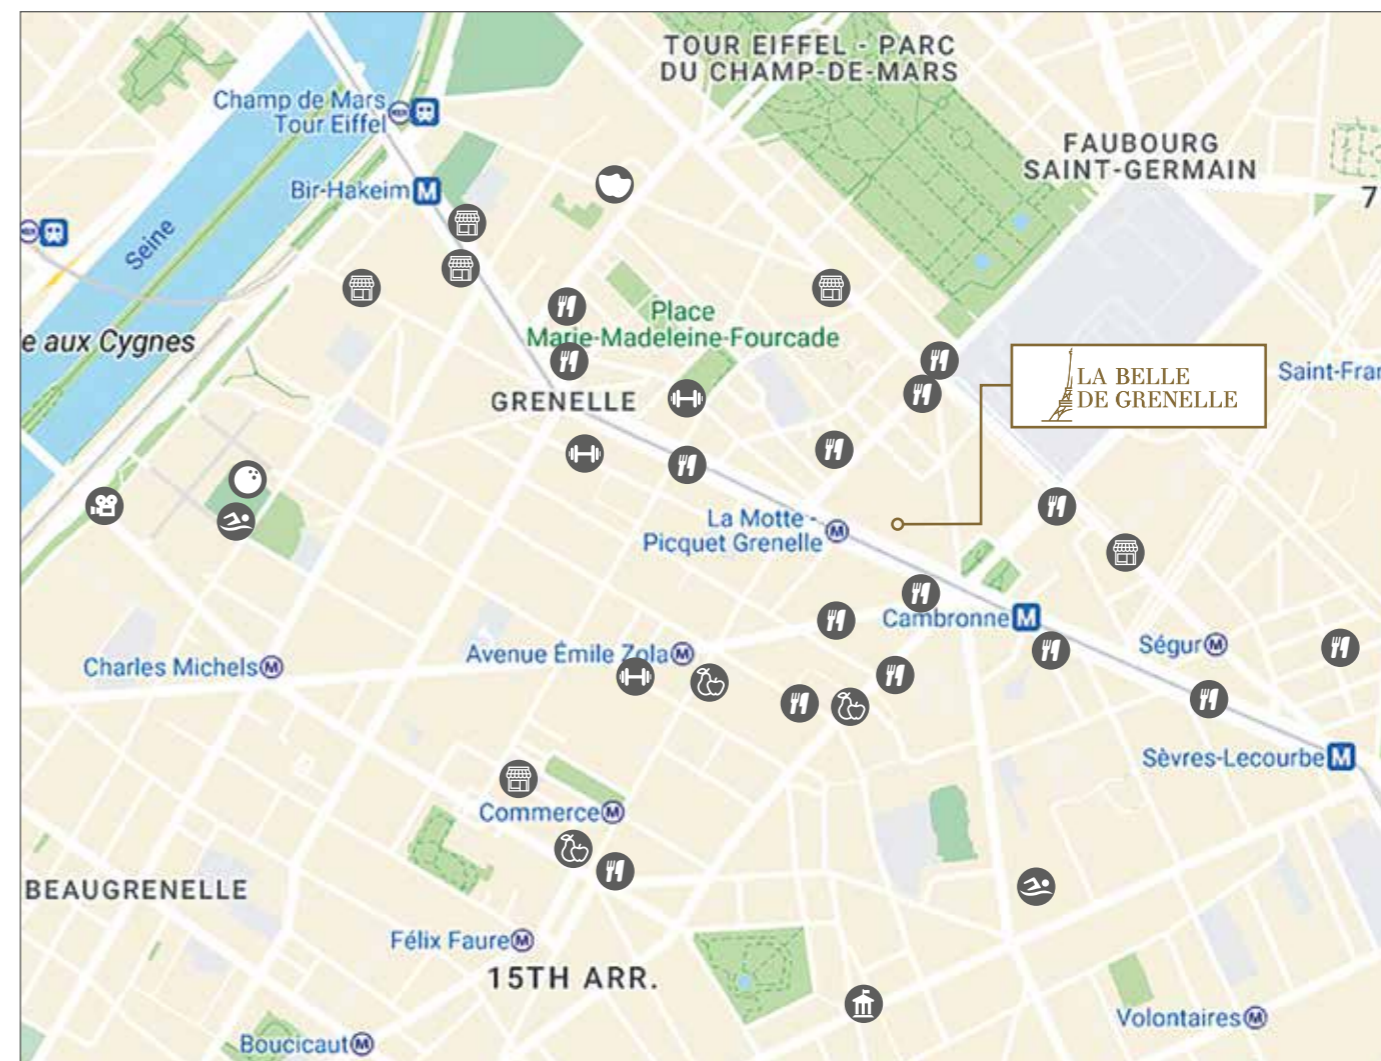 TOUR EIFFEL - PARC
DU CHAMP-DE-MARS
Champ de Mars
Tour Eiffel
FAUBOURG
SAINT-GERMAIN
Bir-Hakeim M
7
Seine
Place
Marie-Madeleine-Fourcade
e aux Cygnes
Saint-Fran
LA BELLE
DE GRENELLE
GRENELLE
La Motte -
Picquet Grenelle M
Cambronne M
Ségur M
Avenue Émile Zola M
Charles Michels M
Sèvres-Lecourbe M
Commerce M
BEAUGRENELLE
Félix Faure M
15TH ARR.
Volontaires M
Boucicaut M